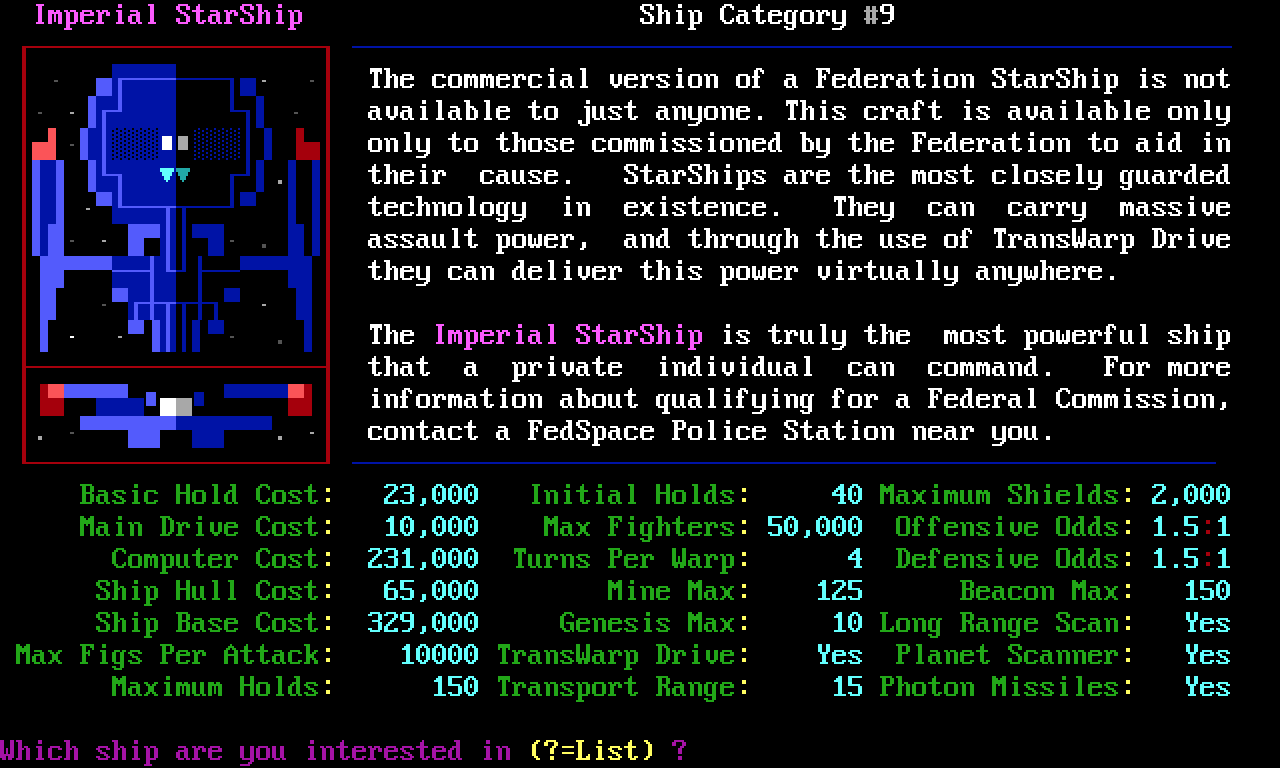 Imperial StarShip
Ship Category #9
The commercial version of a Federation StarShip is not
available to just anyone. This craft is available only
only to those commissioned by the Federation to aid in
their cause. StarShips are the most closely guarded
technology in existence. They can carry massive
assault power, and through the use of TransWarp Drive
they can deliver this power virtually anywhere.
The Imperial StarShip is truly the most powerful ship
that a private individual can command. For more
information about qualifying for a Federal Commission,
contact a FedSpace Police Station near you.
Basic Hold Cost: 23,000 Initial Holds: 40 Maximum Shields: 2,000
Main Drive Cost: 10,000 Max Fighters: 50,000 Offensive Odds: 1.5:1
Computer Cost: 231,000 Turns Per Warp: 4 Defensive Odds: 1.5:1
Ship Hull Cost: 65,000 Mine Max: 125 Beacon Max: 150
Ship Base Cost: 329,000 Genesis Max: 10 Long Range Scan: Yes
Max Figs Per Attack: 10000 TransWarp Drive: Yes Planet Scanner: Yes
Maximum Holds: 150 Transport Range: 15 Photon Missiles: Yes
Which ship are you interested in (?=List) ?